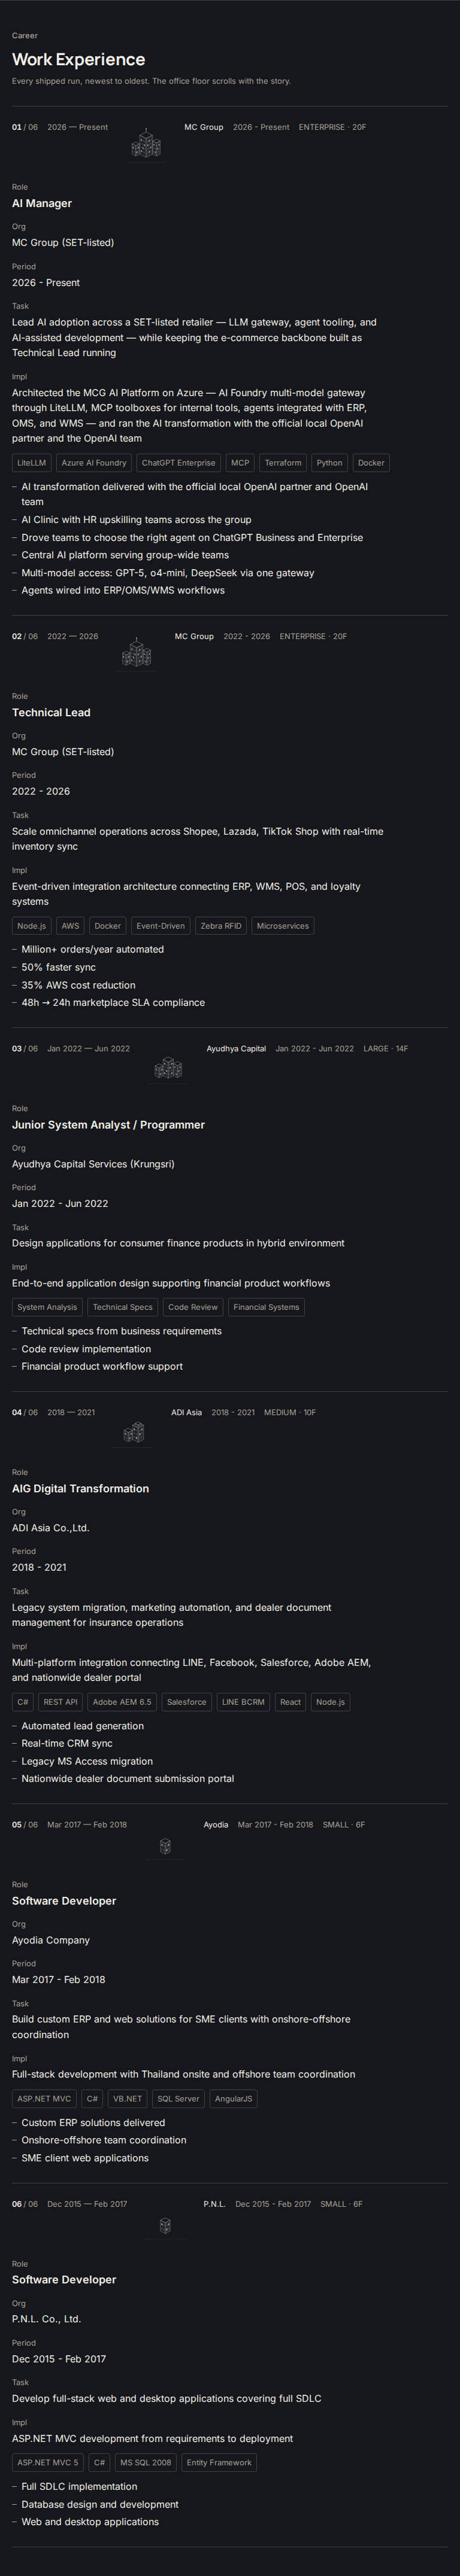 Career
Work Experience
Every shipped run, newest to oldest. The office floor scrolls with the story.
01 / 06 2026 — Present MC Group 2026 - Present ENTERPRISE · 20F
Role
AI Manager
Org
MC Group (SET-listed)
Period
2026 - Present
Task
Lead AI adoption across a SET-listed retailer — LLM gateway, agent tooling, and
AI-assisted development — while keeping the e-commerce backbone built as
Technical Lead running
Impl
Architected the MCG AI Platform on Azure — AI Foundry multi-model gateway
through LiteLLM, MCP toolboxes for internal tools, agents integrated with ERP,
OMS, and WMS — and ran the AI transformation with the official local OpenAI
partner and the OpenAI team
LiteLLM Azure AI Foundry ChatGPT Enterprise MCP Terraform Python Docker
— AI transformation delivered with the official local OpenAI partner and OpenAI
team
— AI Clinic with HR upskilling teams across the group
— Drove teams to choose the right agent on ChatGPT Business and Enterprise
— Central AI platform serving group-wide teams
— Multi-model access: GPT-5, o4-mini, DeepSeek via one gateway
— Agents wired into ERP/OMS/WMS workflows
02 / 06 2022 — 2026 MC Group 2022 - 2026 ENTERPRISE · 20F
Role
Technical Lead
Org
MC Group (SET-listed)
Period
2022 - 2026
Task
Scale omnichannel operations across Shopee, Lazada, TikTok Shop with real-time
inventory sync
Impl
Event-driven integration architecture connecting ERP, WMS, POS, and loyalty
systems
Node.js AWS Docker Event-Driven Zebra RFID Microservices
— Million+ orders/year automated
— 50% faster sync
— 35% AWS cost reduction
— 48h → 24h marketplace SLA compliance
03 / 06 Jan 2022 — Jun 2022 Ayudhya Capital Jan 2022 - Jun 2022 LARGE · 14F
Role
Junior System Analyst / Programmer
Org
Ayudhya Capital Services (Krungsri)
Period
Jan 2022 - Jun 2022
Task
Design applications for consumer finance products in hybrid environment
Impl
End-to-end application design supporting financial product workflows
System Analysis Technical Specs Code Review Financial Systems
— Technical specs from business requirements
— Code review implementation
— Financial product workflow support
04 / 06 2018 — 2021 ADI Asia 2018 - 2021 MEDIUM · 10F
Role
AIG Digital Transformation
Org
ADI Asia Co.,Ltd.
Period
2018 - 2021
Task
Legacy system migration, marketing automation, and dealer document
management for insurance operations
Impl
Multi-platform integration connecting LINE, Facebook, Salesforce, Adobe AEM,
and nationwide dealer portal
C# REST API Adobe AEM 6.5 Salesforce LINE BCRM React Node.js
— Automated lead generation
— Real-time CRM sync
— Legacy MS Access migration
— Nationwide dealer document submission portal
05 / 06 Mar 2017 — Feb 2018 Ayodia Mar 2017 - Feb 2018 SMALL · 6F
Role
Software Developer
Org
Ayodia Company
Period
Mar 2017 - Feb 2018
Task
Build custom ERP and web solutions for SME clients with onshore-offshore
coordination
Impl
Full-stack development with Thailand onsite and offshore team coordination
ASP.NET MVC C# VB.NET SQL Server AngularJS
— Custom ERP solutions delivered
— Onshore-offshore team coordination
— SME client web applications
06 / 06 Dec 2015 — Feb 2017 P.N.L. Dec 2015 - Feb 2017 SMALL · 6F
Role
Software Developer
Org
P.N.L. Co., Ltd.
Period
Dec 2015 - Feb 2017
Task
Develop full-stack web and desktop applications covering full SDLC
Impl
ASP.NET MVC development from requirements to deployment
ASP.NET MVC 5 C# MS SQL 2008 Entity Framework
— Full SDLC implementation
— Database design and development
— Web and desktop applications